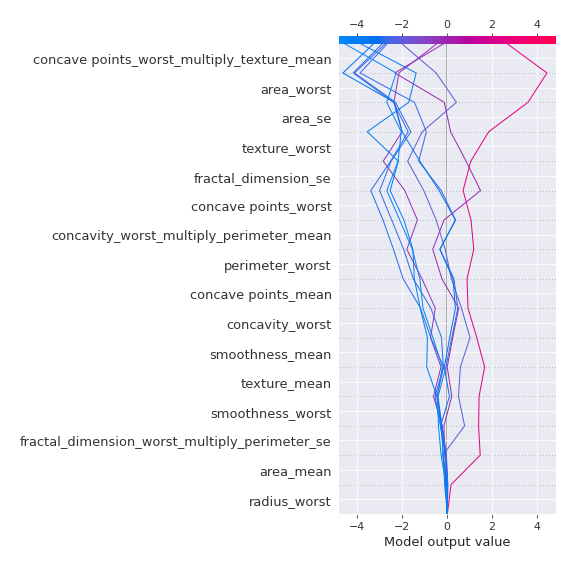 −4 −2 0 2 4
concave points_worst_multiply_texture_mean
area_worst
area_se
texture_worst
fractal_dimension_se
concave points_worst
concavity_worst_multiply_perimeter_mean
perimeter_worst
concave points_mean
concavity_worst
smoothness_mean
texture_mean
smoothness_worst
fractal_dimension_worst_multiply_perimeter_se
area_mean
radius_worst
−4 −2 0 2 4
Model output value